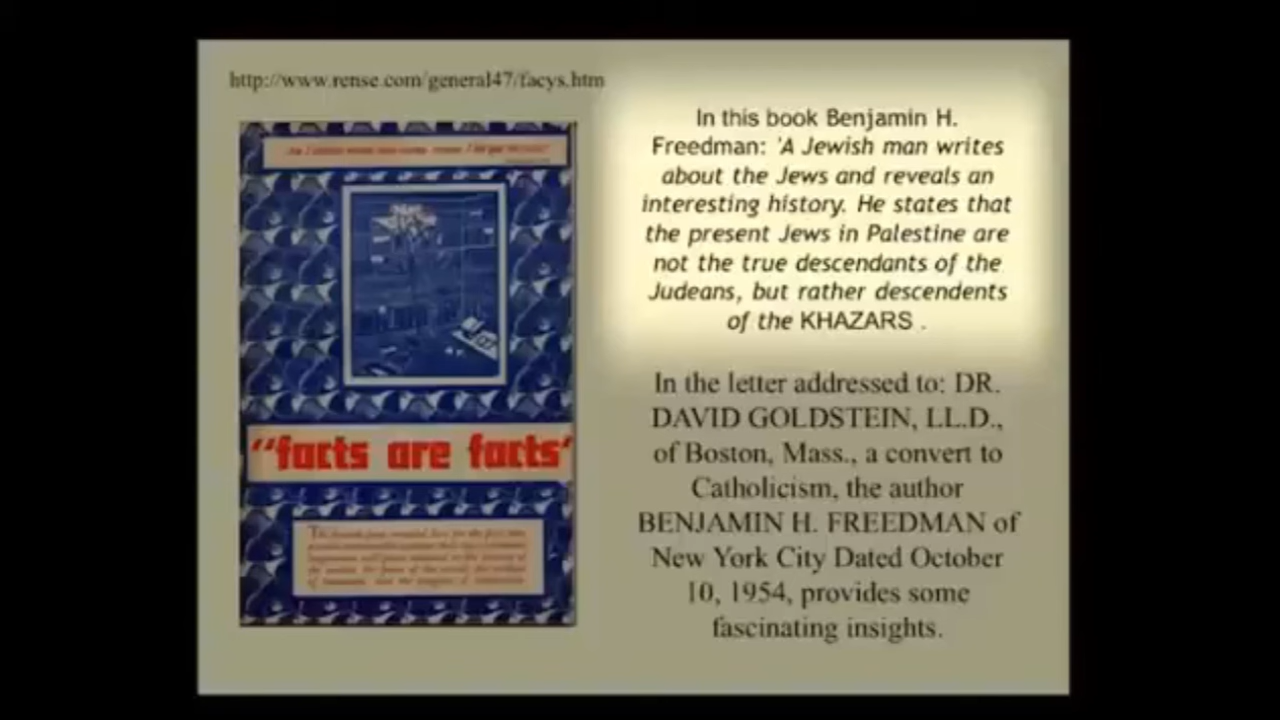 http://www.rense.com/general47/facys.htm
"facts are facts"
In this book Benjamin H.
Freedman: 'A Jewish man writes
about the Jews and reveals an
interesting history. He states that
the present Jews in Palestine are
not the true descendants of the
Judeans, but rather descendents
of the KHAZARS .
In the letter addressed to: DR.
DAVID GOLDSTEIN, LL.D.,
of Boston, Mass., a convert to
Catholicism, the author
BENJAMIN H. FREEDMAN of
New York City Dated October
10, 1954, provides some
fascinating insights.